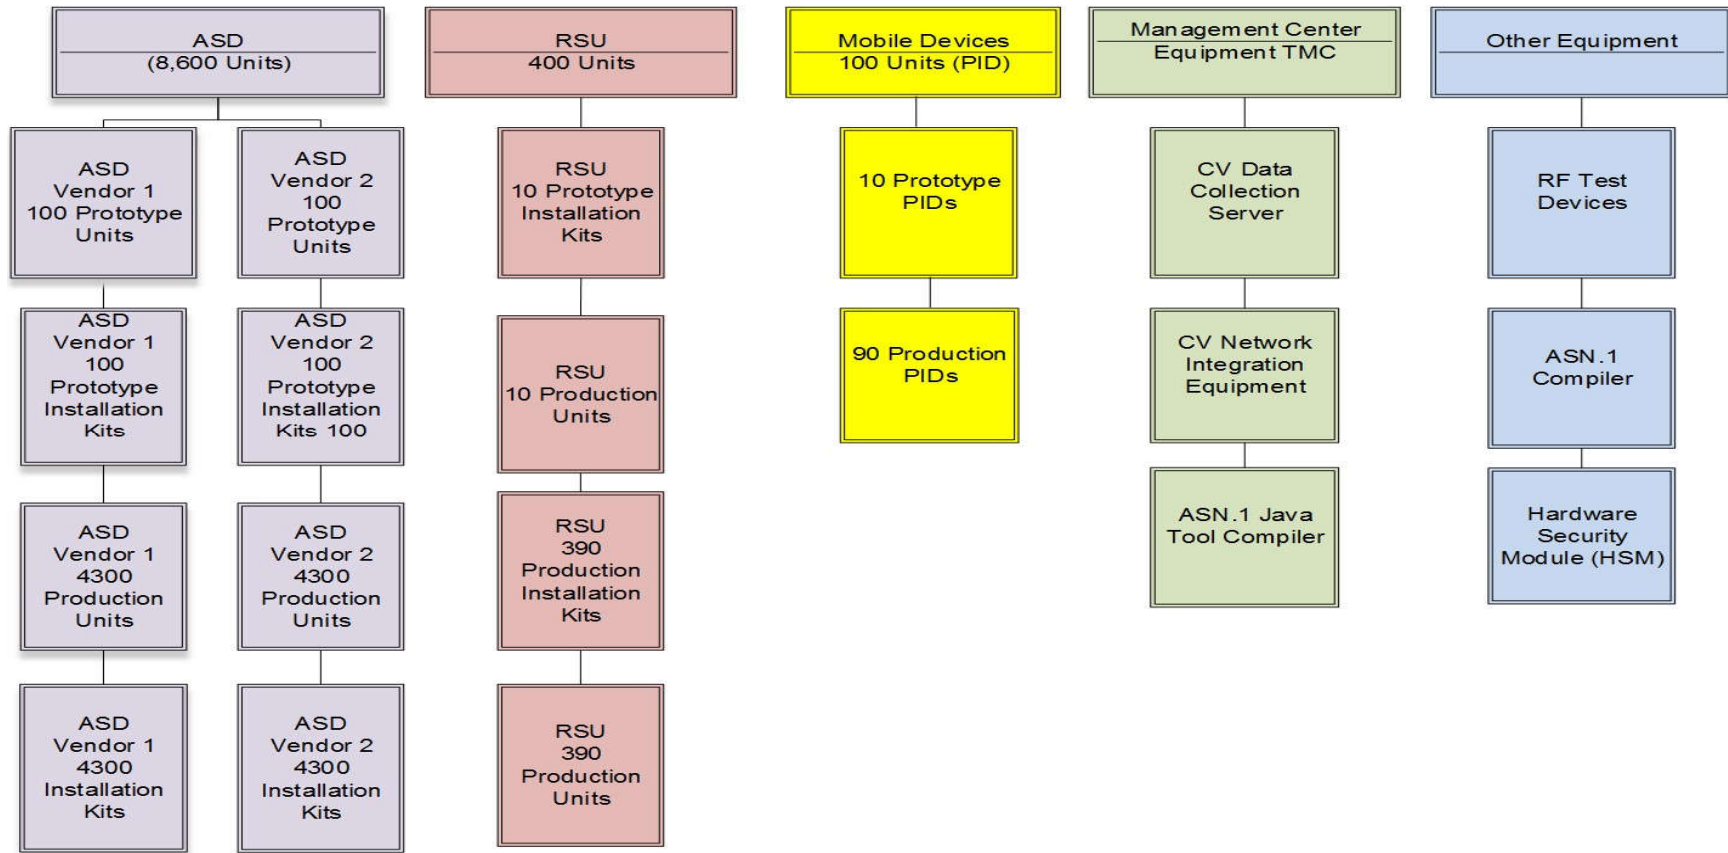 ASD
(8,600 Units)
RSU
400 Units
Mobile Devices
100 Units (PID)
Management Center
Equipment TMC
Other Equipment
ASD
Vendor 1
100 Prototype
Units
ASD
Vendor 2
100
Prototype
Units
RSU
10 Prototype
Installation
Kits
10 Prototype
PIDs
CV Data
Collection
Server
RF Test
Devices
ASD
Vendor 1
100
Prototype
Installation
Kits
ASD
Vendor 2
100
Prototype
Installation
Kits 100
RSU
10 Production
Units
90 Production
PIDs
CV Network
Integration
Equipment
ASN.1
Compiler
ASD
Vendor 1
4300
Production
Units
ASD
Vendor 2
4300
Production
Units
RSU
390
Production
Installation
Kits
ASN.1 Java
Tool Compiler
Hardware
Security
Module (HSM)
ASD
Vendor 1
4300
Installation
Kits
ASD
Vendor 2
4300
Installation
Kits
RSU
390
Production
Units